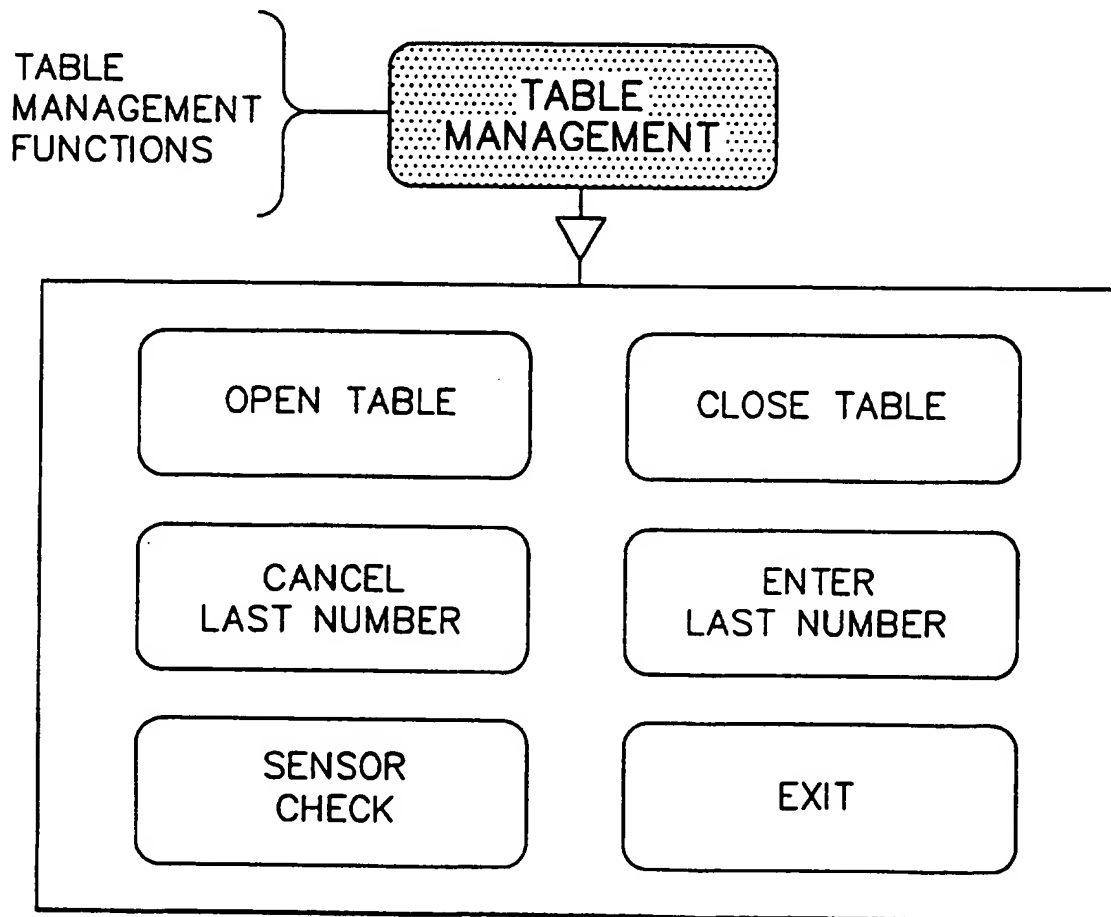 TABLE
MANAGEMENT
FUNCTIONS
TABLE
MANAGEMENT
OPEN TABLE
CLOSE TABLE
CANCEL
LAST NUMBER
ENTER
LAST NUMBER
SENSOR
CHECK
EXIT